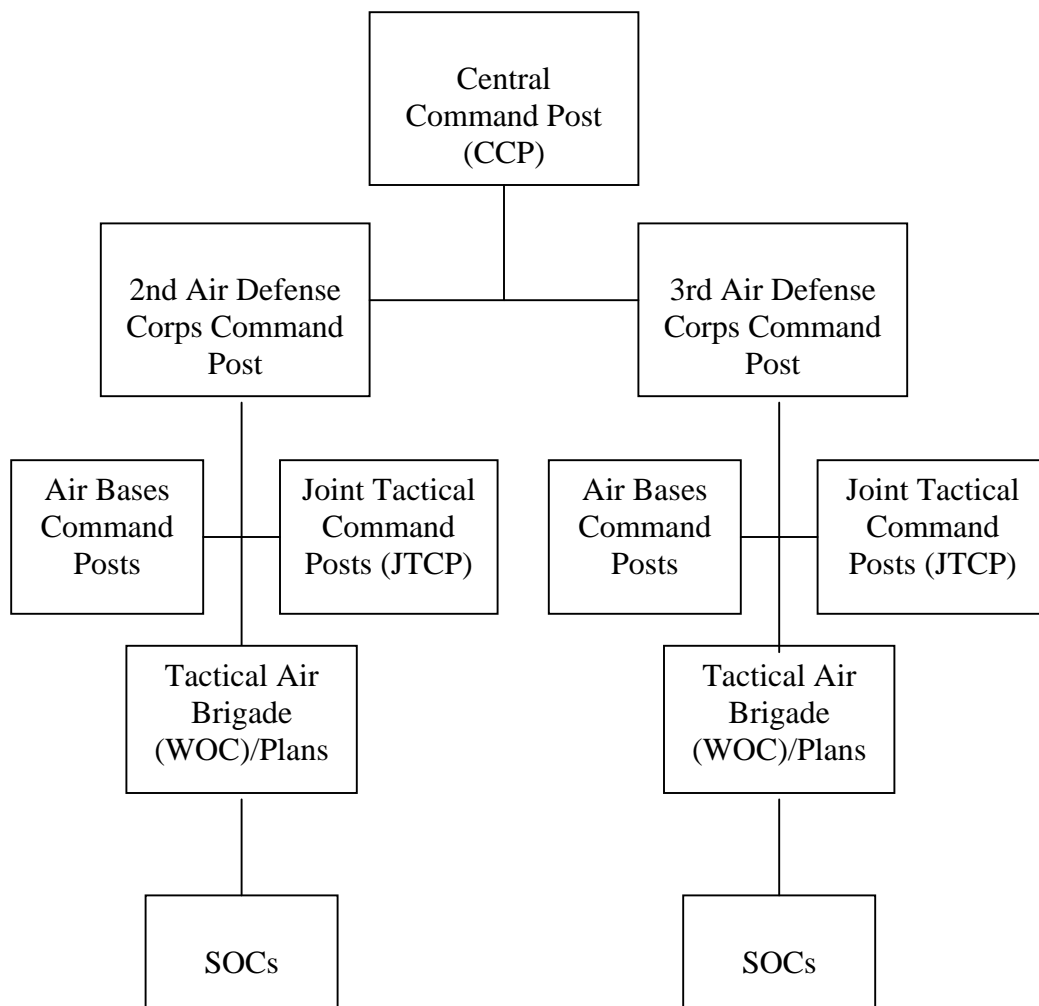 Central
Command Post
(CCP)
2nd Air Defense
Corps Command
Post
3rd Air Defense
Corps Command
Post
Air Bases
Command
Posts
Joint Tactical
Command
Posts (JTCP)
Air Bases
Command
Posts
Joint Tactical
Command
Posts (JTCP)
Tactical Air
Brigade
(WOC)/Plans
Tactical Air
Brigade
(WOC)/Plans
SOCs
SOCs